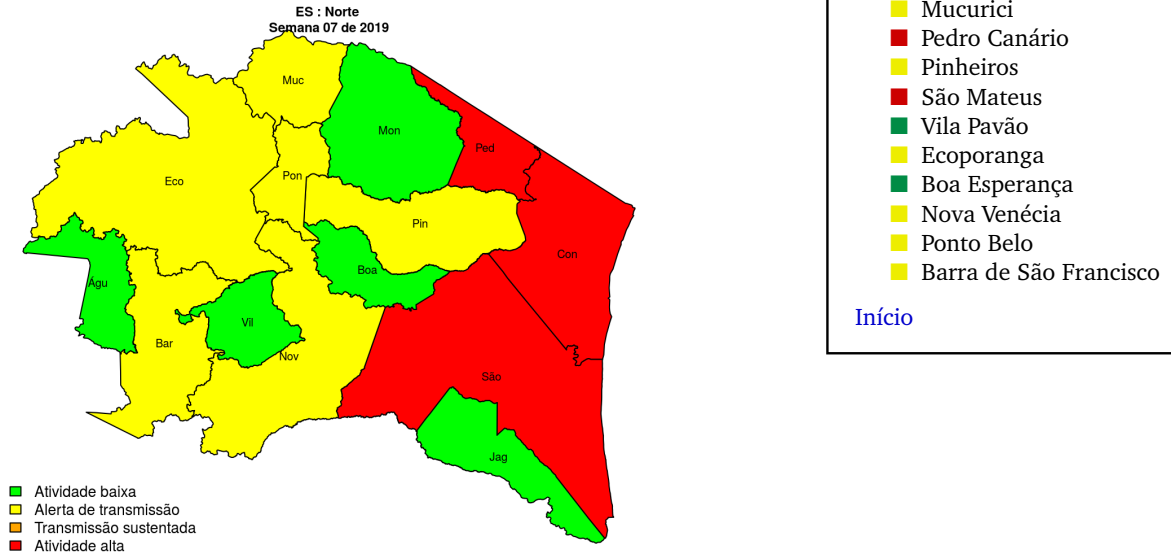 ES : Norte
Semana 07 de 2019
Muc
Mon
Ped
Eco
Pon
Pin
Con
Boa
Águ
Vil
Bar
Nov
São
Jag
Atividade baixa
Alerta de transmissão
Transmissão sustentada
Atividade alta
Mucurici
Pedro Canário
Pinheiros
São Mateus
Vila Pavão
Ecoporanga
Boa Esperança
Nova Venécia
Ponto Belo
Barra de São Francisco
Início